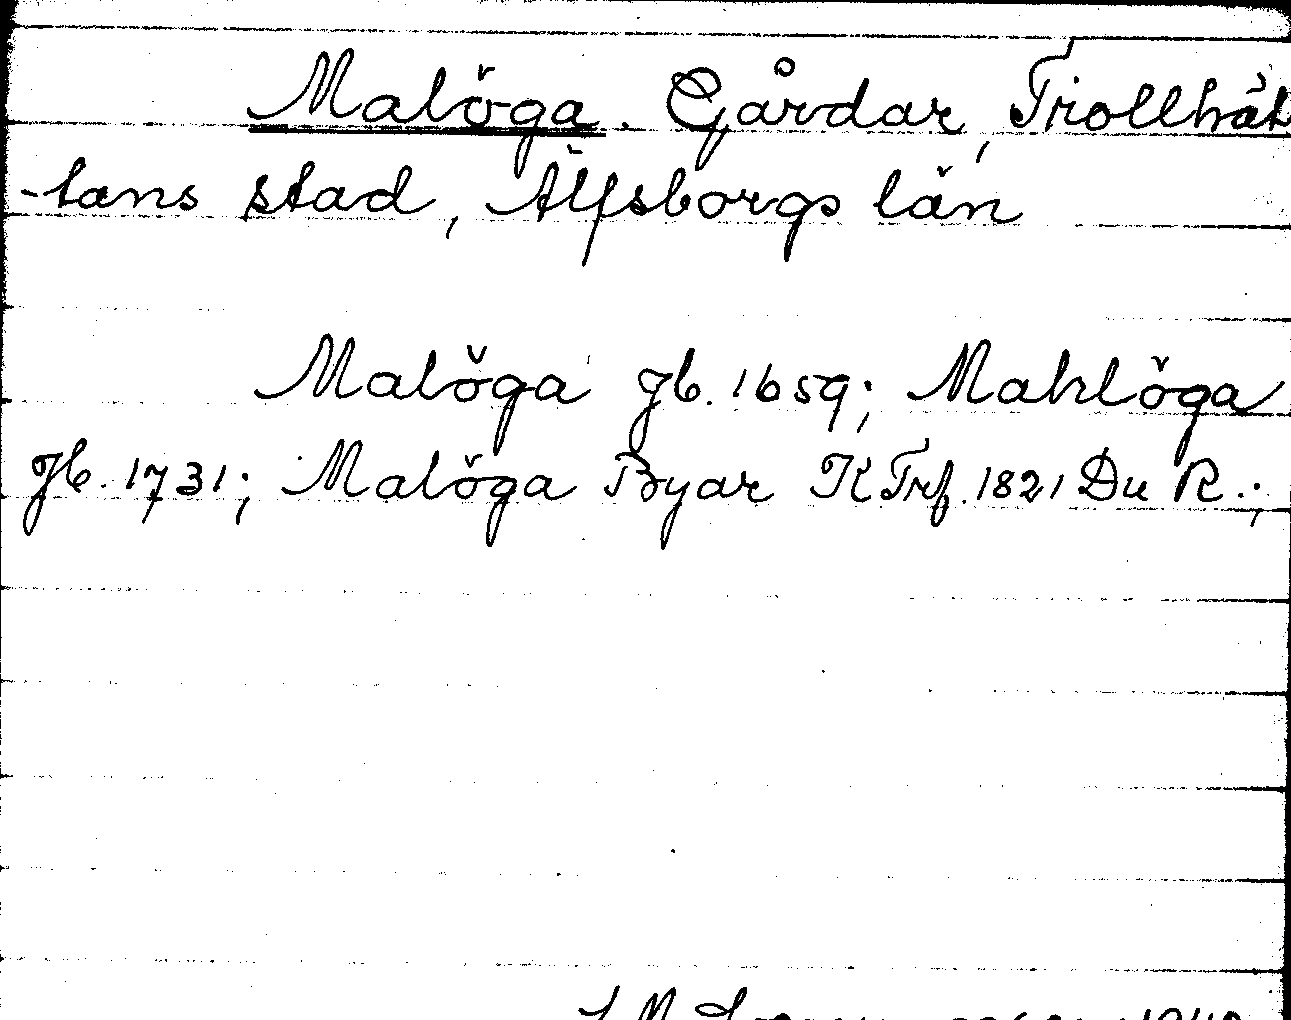 Malöga. Gårdar, Trollhät
-tans stad, Älfsborgs län
Malöga Jb. 1659; Mahlöga
Jb. 1731; Malöga Byar K Trf. 1821 Du R.;